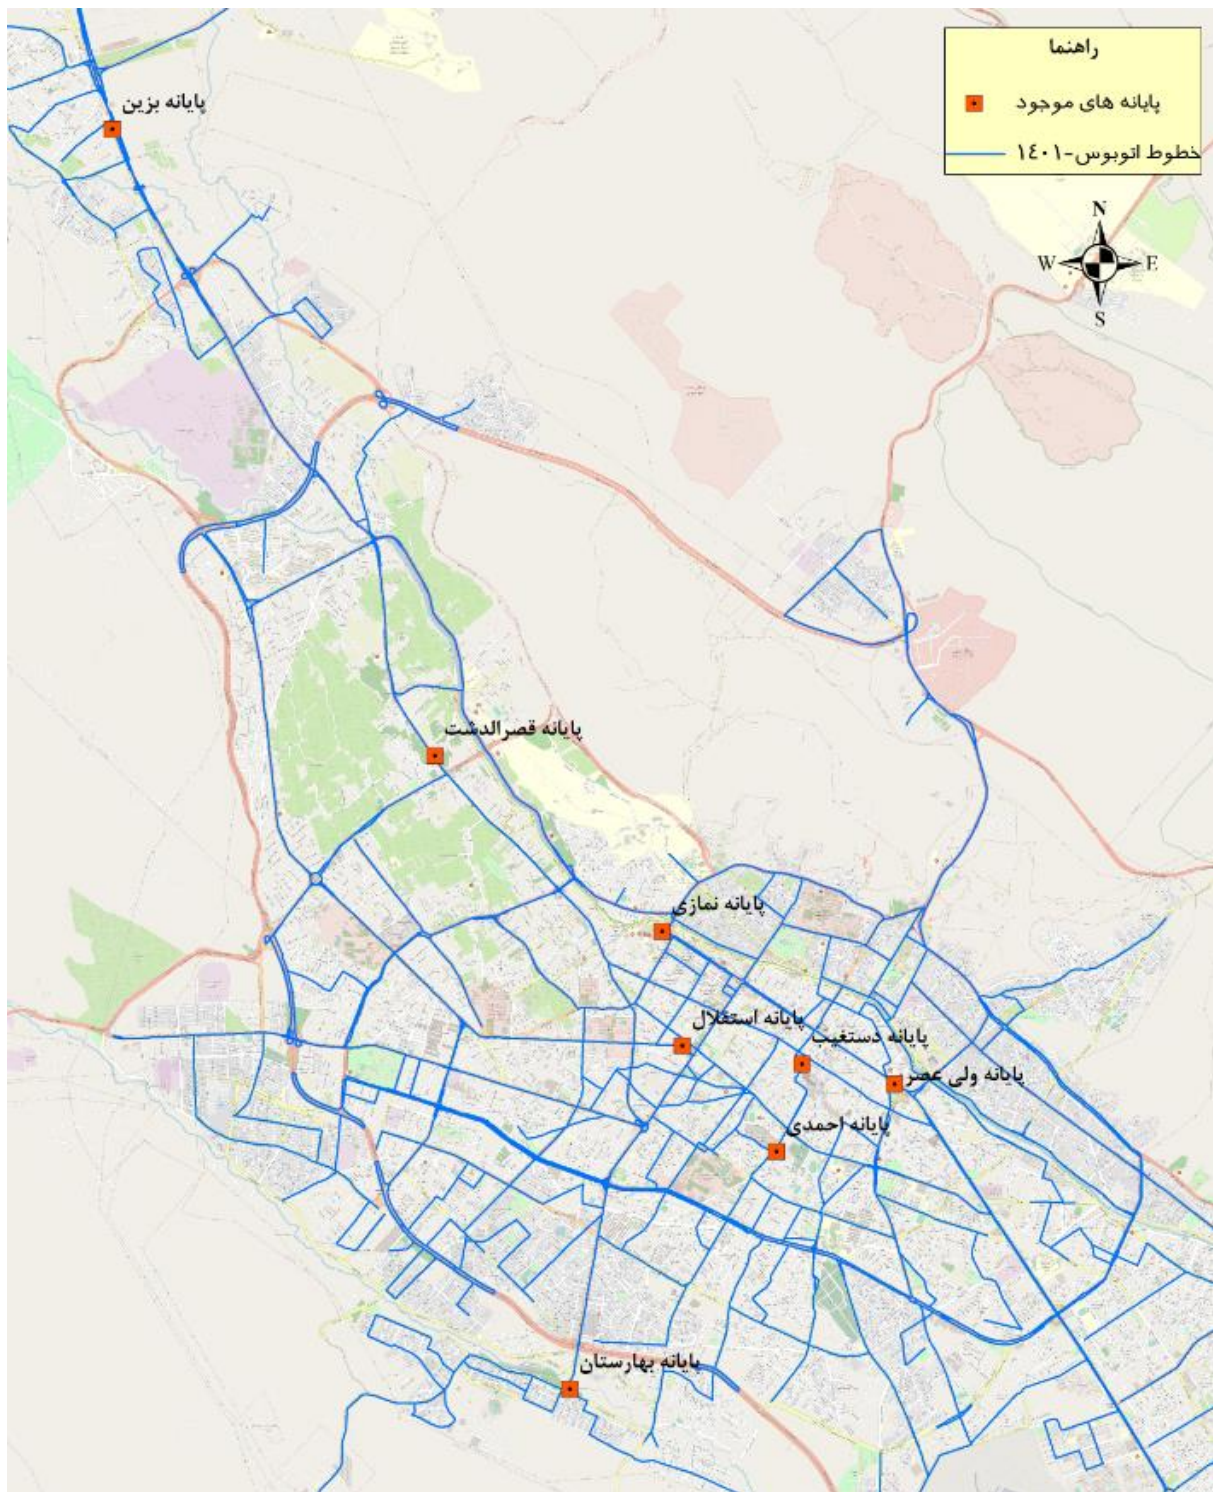 راهنما
پایانه های موجود
خطوط اتوبوس-۱٤۰۱
N
W
E
S
پایانه بزین
پایانه قصرالدشت
پایانه نمازی
پایانه استقلال
پایانه دستغیب
پایانه ولی عصر
پایانه احمدی
پایانه بهارستان